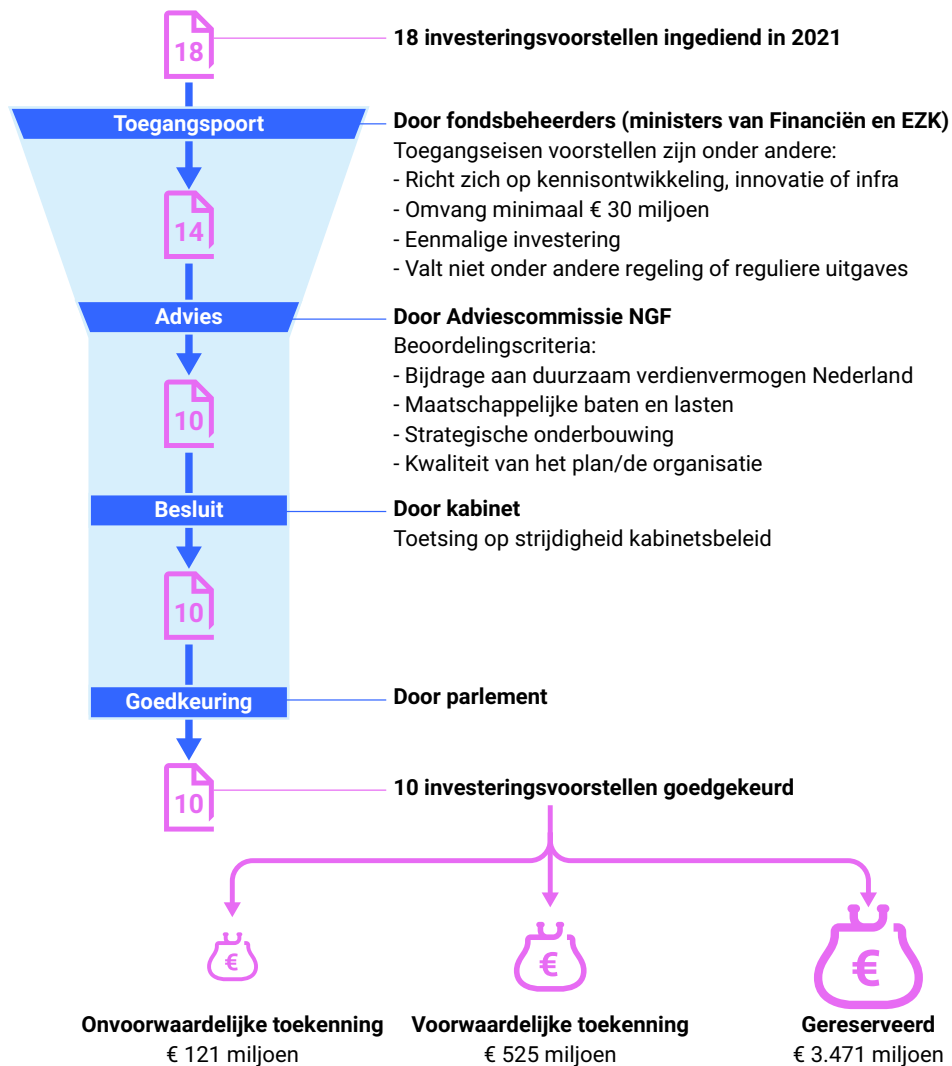 18
18 investeringsvoorstellen ingediend in 2021
Toegangspoort
Door fondsbeheerders (ministers van Financiën en EZK)
Toegangseisen voorstellen zijn onder andere:
- Richt zich op kennisontwikkeling, innovatie of infra
- Omvang minimaal € 30 miljoen
- Eenmalige investering
- Valt niet onder andere regeling of reguliere uitgaves
14
Advies
Door Adviescommissie NGF
Beoordelingscriteria:
- Bijdrage aan duurzaam verdienvermogen Nederland
- Maatschappelijke baten en lasten
- Strategische onderbouwing
- Kwaliteit van het plan/de organisatie
10
Besluit
Door kabinet
Toetsing op strijdigheid kabinetsbeleid
10
Goedkeuring
Door parlement
10
10 investeringsvoorstellen goedgekeurd
€
€
€
Onvoorwaardelijke toekenning
€ 121 miljoen
Voorwaardelijke toekenning
€ 525 miljoen
Gereserveerd
€ 3.471 miljoen